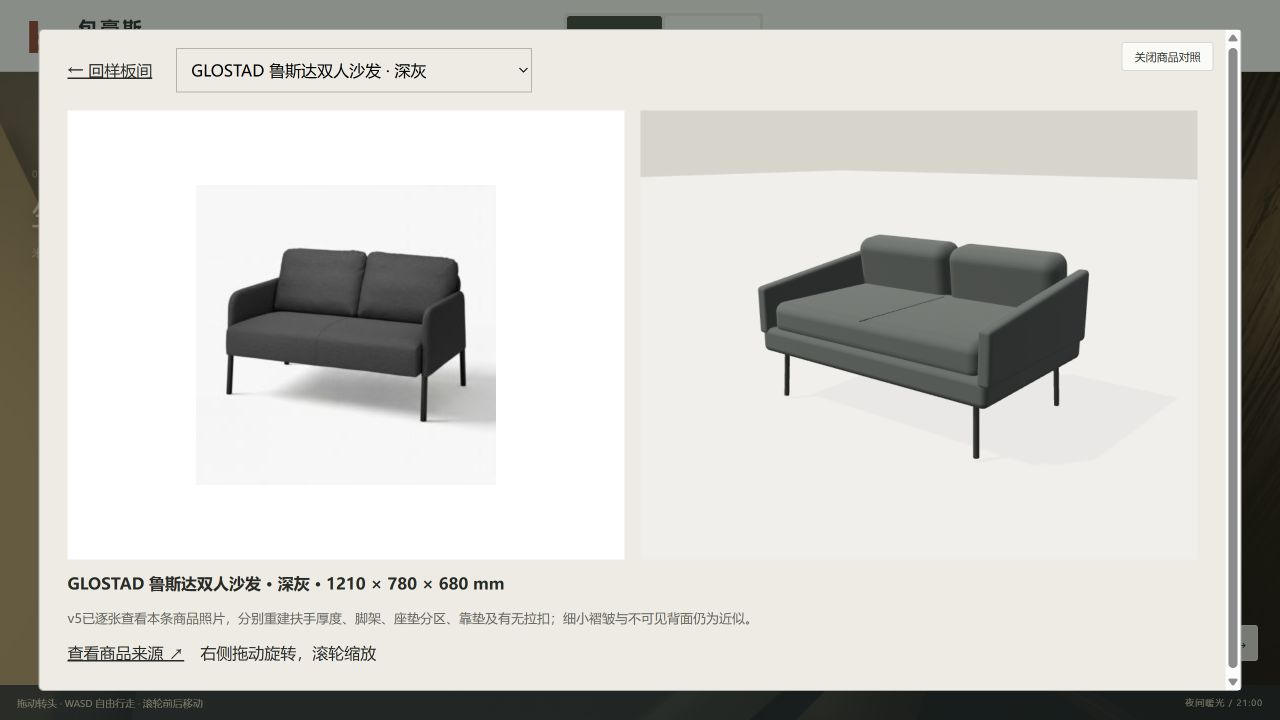 ← 回样板间
GLOSTAD 鲁斯达双人沙发 · 深灰
关闭商品对照
GLOSTAD 鲁斯达双人沙发 · 深灰 · 1210 × 780 × 680 mm
v5已逐张查看本条商品照片，分别重建扶手厚度、脚架、座垫分区、靠垫及有无拉扣；细小褶皱与不可见背面仍为近似。
查看商品来源 ↗ 右侧拖动旋转，滚轮缩放
拖动转头 · WASD 自由行走 · 滚轮前后移动
夜间暖光 / 21:00